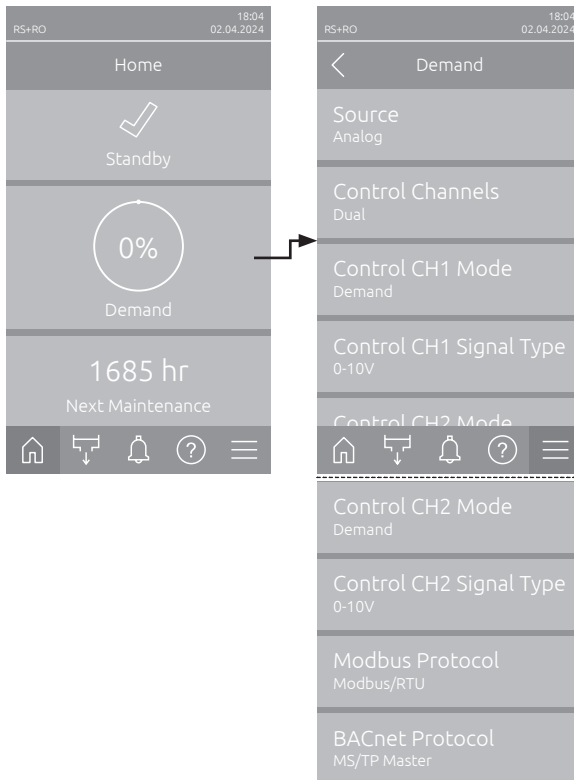 18:04
RS+RO 02.04.2024
Home
Standby
0%
Demand
1685 hr
Next Maintenance
?
18:04
RS+RO 02.04.2024
Demand
Source
Analog
Control Channels
Dual
Control CH1 Mode
Demand
Control CH1 Signal Type
0-10V
Control CH2 Mode
?
Control CH2 Mode
Demand
Control CH2 Signal Type
0-10V
Modbus Protocol
Modbus/RTU
BACnet Protocol
MS/TP Master